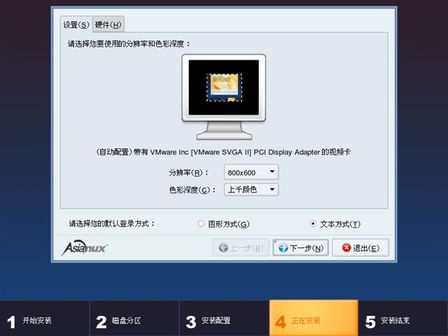 设置(S) 硬件(H)
请选择您要使用的分辨率和色彩深度：
（自动配置）带有 VMware Inc [VMware SVGA II] PCI Display Adapter 的视频卡
分辨率(R)： 800x600
色彩深度(C)： 上千颜色
请选择您的默认登录方式： 图形方式(G) 文本方式(T)
Asianux 上一步(B) 下一步(N) 退出(E)
1 开始安装 2 磁盘分区 3 安装配置 4 正在安装 5 安装结束